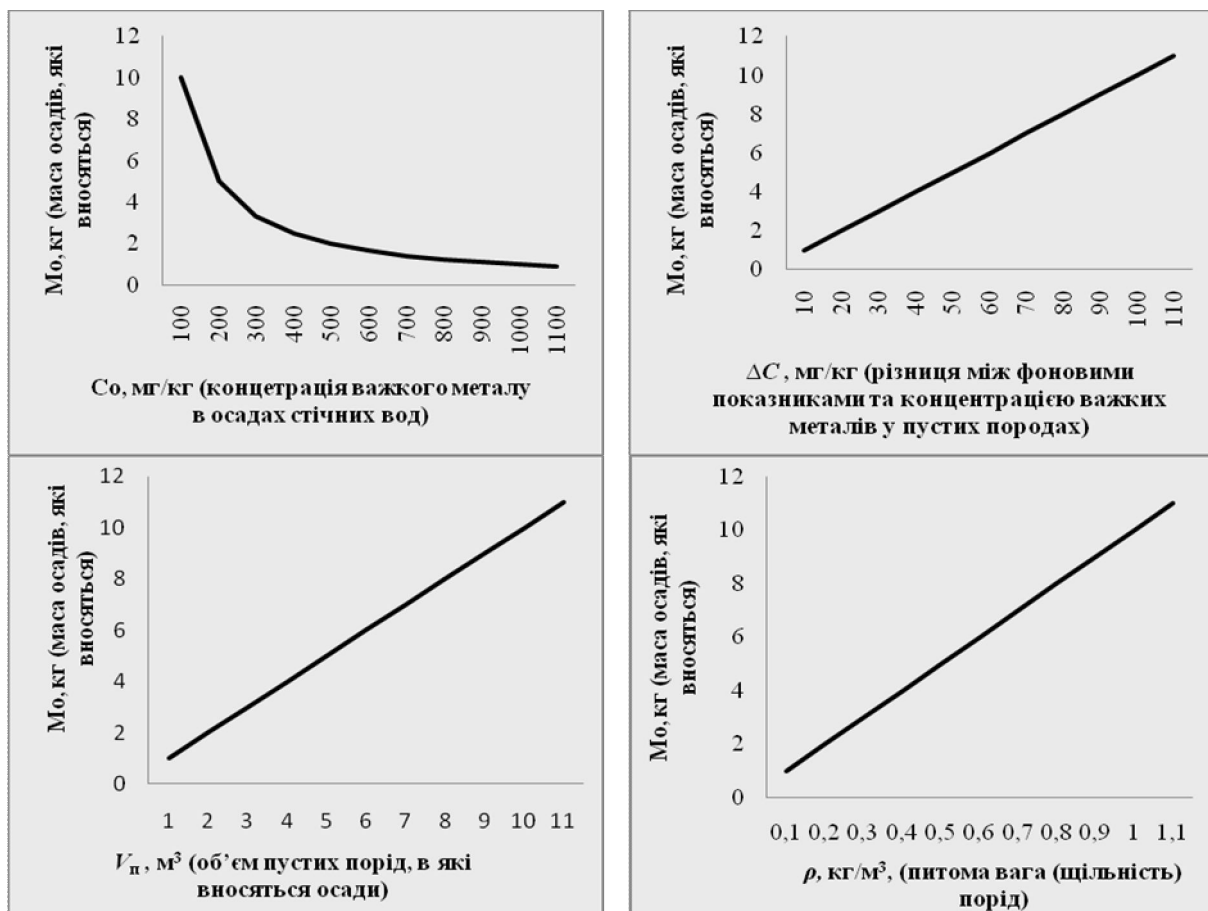 Мо, кг (маса осадів, які
вносяться)
12
10
8
6
4
2
0
100
200
300
400
500
600
700
800
900
1000
1100
Со, мг/кг (концетрація важкого металу
в осадах стічних вод)
Мо, кг (маса осадів, які
вносяться)
12
10
8
6
4
2
0
10
20
30
40
50
60
70
80
90
100
110
ΔC , мг/кг (різниця між фоновими
показниками та концентрацією важких
металів у пустих породах)
Мо, кг (маса осадів, які
вносяться)
12
10
8
6
4
2
0
1 2 3 4 5 6 7 8 9 10 11
Vп , м³ (об’єм пустих порід, в які
вносяться осади)
Мо, кг (маса осадів, які
вносяться)
12
10
8
6
4
2
0
0,1 0,2 0,3 0,4 0,5 0,6 0,7 0,8 0,9 1 1,1
ρ, кг/м³, (питома вага (щільність)
порід)